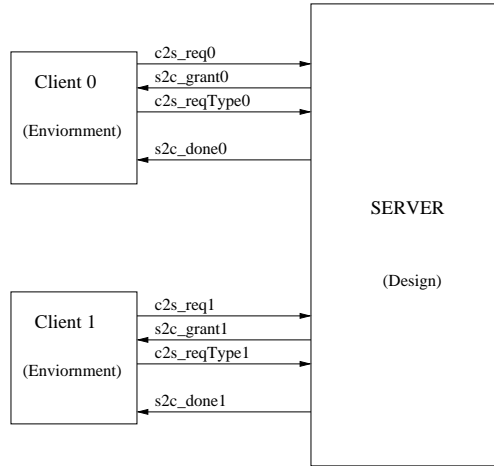 c2s_req0
s2c_grant0
c2s_reqType0
s2c_done0
Client 0
(Enviornment)
SERVER
(Design)
c2s_req1
s2c_grant1
c2s_reqType1
s2c_done1
Client 1
(Enviornment)